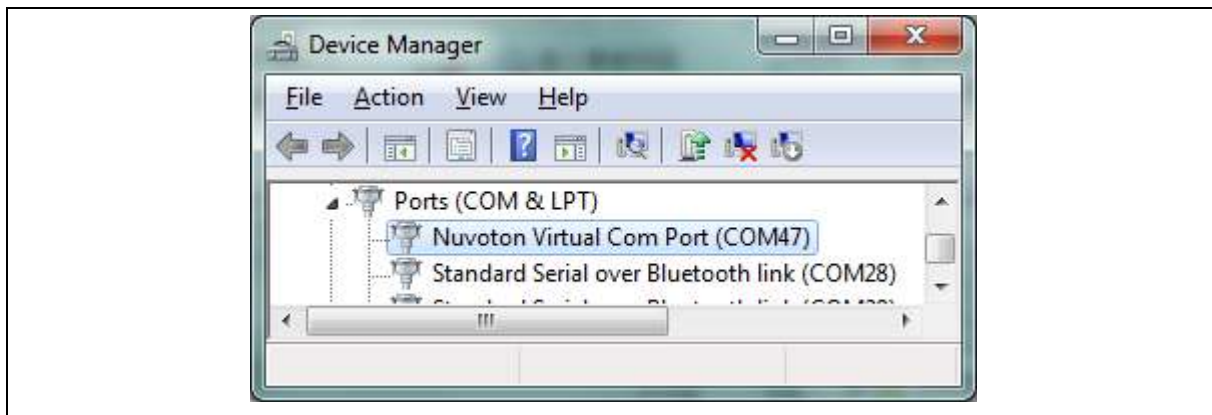 Device Manager
File Action View Help
Ports (COM & LPT)
Nuvoton Virtual Com Port (COM47)
Standard Serial over Bluetooth link (COM28)